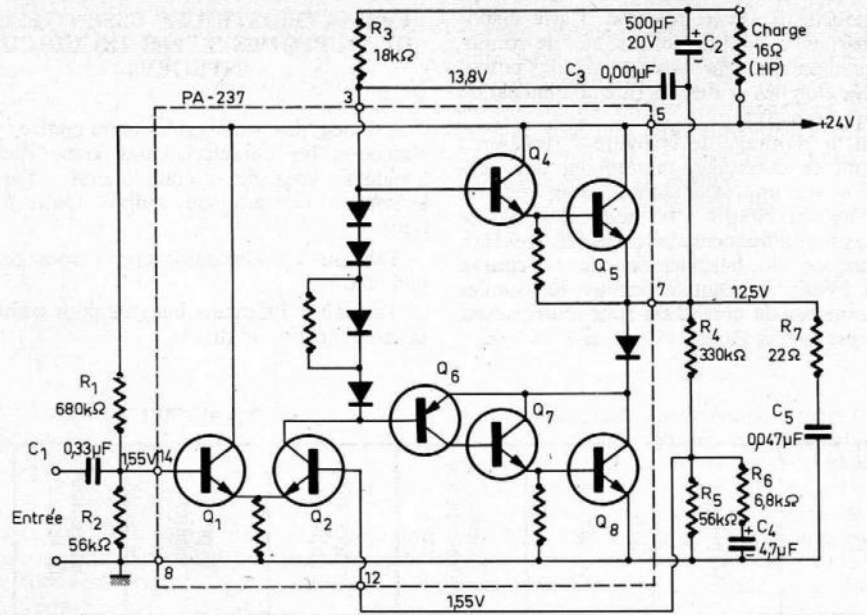 R3
18kΩ
500µF
20V
C2
Charge
16Ω
(HP)
13,8V
C3
0,001µF
PA-237
3
5
+24V
Q4
Q5
7
12,5V
R4
330kΩ
R7
22Ω
R1
680kΩ
Q6
Q7
C5
0,047µF
C1
0,33µF
1,55V
14
R6
6,8kΩ
Entrée
R2
56kΩ
Q1
Q2
Q8
R5
56kΩ
C4
4,7µF
8
12
1,55V